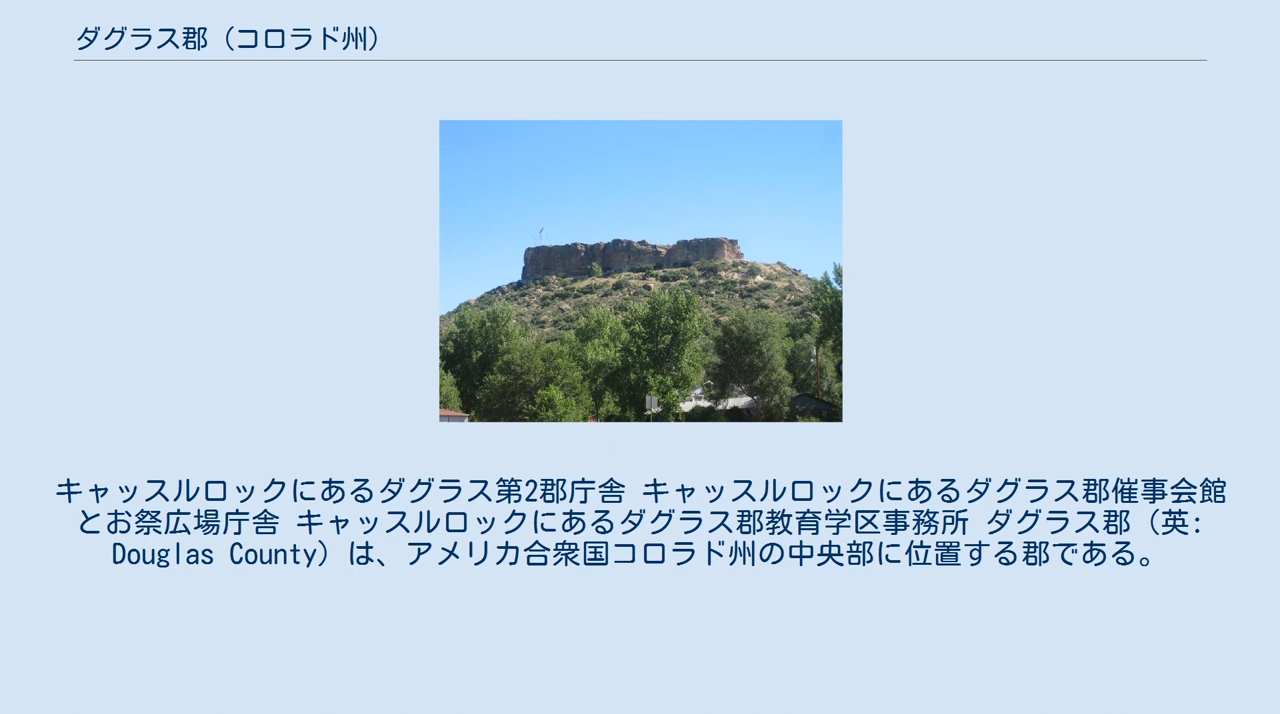 ダグラス郡（コロラド州）
キャッスルロックにあるダグラス第2郡庁舎 キャッスルロックにあるダグラス郡催事会館
とお祭広場庁舎 キャッスルロックにあるダグラス郡教育学区事務所 ダグラス郡（英:
Douglas County）は、アメリカ合衆国コロラド州の中央部に位置する郡である。